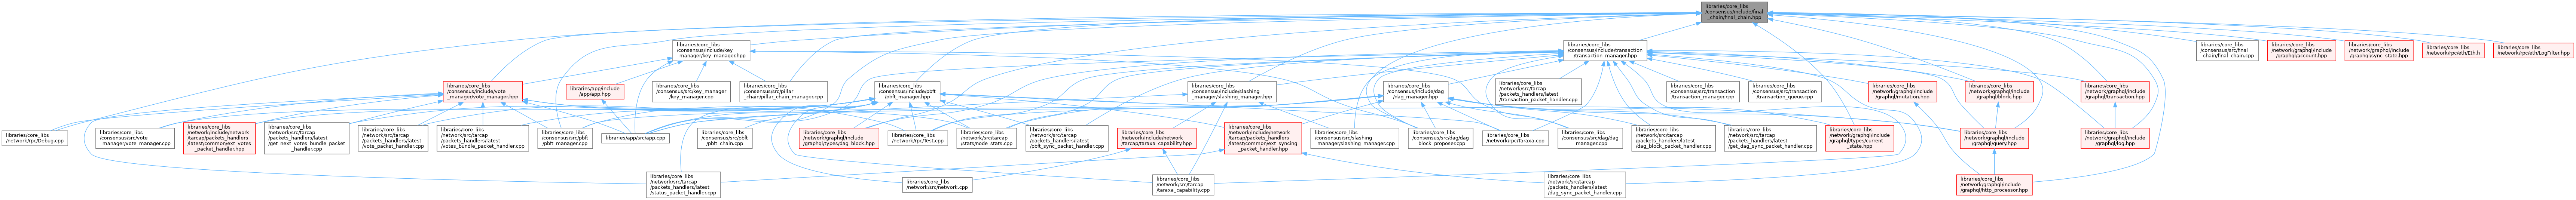 libraries/core_libs
/consensus/include/final
_chain/final_chain.hpp
libraries/core_libs
/consensus/include/key
_manager/key_manager.hpp
libraries/core_libs
/consensus/include/transaction
/transaction_manager.hpp
libraries/core_libs
/consensus/src/final
_chain/final_chain.cpp
libraries/core_libs
/network/graphql/include
/graphql/account.hpp
libraries/core_libs
/network/graphql/include
/graphql/sync_state.hpp
libraries/core_libs
/network/rpc/eth/Eth.h
libraries/core_libs
/network/rpc/eth/LogFilter.hpp
libraries/core_libs
/consensus/include/vote
_manager/vote_manager.hpp
libraries/app/include
/app/app.hpp
libraries/core_libs
/consensus/src/key_manager
/key_manager.cpp
libraries/core_libs
/consensus/src/pillar
_chain/pillar_chain_manager.cpp
libraries/core_libs
/consensus/include/pbft
/pbft_manager.hpp
libraries/core_libs
/consensus/include/slashing
_manager/slashing_manager.hpp
libraries/core_libs
/consensus/include/dag
/dag_manager.hpp
libraries/core_libs
/network/src/tarcap
/packets_handlers/latest
/transaction_packet_handler.cpp
libraries/core_libs
/consensus/src/transaction
/transaction_manager.cpp
libraries/core_libs
/consensus/src/transaction
/transaction_queue.cpp
libraries/core_libs
/network/graphql/include
/graphql/mutation.hpp
libraries/core_libs
/network/graphql/include
/graphql/block.hpp
libraries/core_libs
/network/graphql/include
/graphql/transaction.hpp
libraries/core_libs
/network/rpc/Debug.cpp
libraries/core_libs
/consensus/src/vote
_manager/vote_manager.cpp
libraries/core_libs
/network/include/network
/tarcap/packets_handlers
/latest/common/ext_votes
_packet_handler.hpp
libraries/core_libs
/network/src/tarcap
/packets_handlers/latest
/get_next_votes_bundle_packet
_handler.cpp
libraries/core_libs
/network/src/tarcap
/packets_handlers/latest
/vote_packet_handler.cpp
libraries/core_libs
/network/src/tarcap
/packets_handlers/latest
/votes_bundle_packet_handler.cpp
libraries/core_libs
/consensus/src/pbft
/pbft_manager.cpp
libraries/app/src/app.cpp
libraries/core_libs
/consensus/src/pbft
/pbft_chain.cpp
libraries/core_libs
/network/graphql/include
/graphql/types/dag_block.hpp
libraries/core_libs
/network/rpc/Test.cpp
libraries/core_libs
/network/src/tarcap
/stats/node_stats.cpp
libraries/core_libs
/network/src/tarcap
/packets_handlers/latest
/pbft_sync_packet_handler.cpp
libraries/core_libs
/network/include/network
/tarcap/taraxa_capability.hpp
libraries/core_libs
/network/include/network
/tarcap/packets_handlers
/latest/common/ext_syncing
_packet_handler.hpp
libraries/core_libs
/consensus/src/slashing
_manager/slashing_manager.cpp
libraries/core_libs
/consensus/src/dag/dag
_block_proposer.cpp
libraries/core_libs
/network/rpc/Taraxa.cpp
libraries/core_libs
/consensus/src/dag/dag
_manager.cpp
libraries/core_libs
/network/src/tarcap
/packets_handlers/latest
/dag_block_packet_handler.cpp
libraries/core_libs
/network/src/tarcap
/packets_handlers/latest
/get_dag_sync_packet_handler.cpp
libraries/core_libs
/network/graphql/include
/graphql/types/current
_state.hpp
libraries/core_libs
/network/graphql/include
/graphql/query.hpp
libraries/core_libs
/network/graphql/include
/graphql/log.hpp
libraries/core_libs
/network/src/tarcap
/packets_handlers/latest
/status_packet_handler.cpp
libraries/core_libs
/network/src/network.cpp
libraries/core_libs
/network/src/tarcap
/taraxa_capability.cpp
libraries/core_libs
/network/src/tarcap
/packets_handlers/latest
/dag_sync_packet_handler.cpp
libraries/core_libs
/network/graphql/include
/graphql/http_processor.hpp